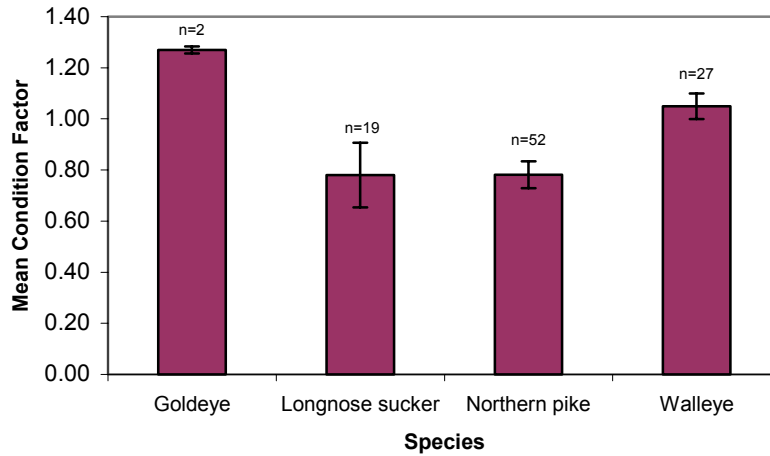 1.40
1.20
1.00
0.80
0.60
0.40
0.20
0.00
Mean Condition Factor
n=2
n=19
n=52
n=27
Goldeye
Longnose sucker
Northern pike
Walleye
Species